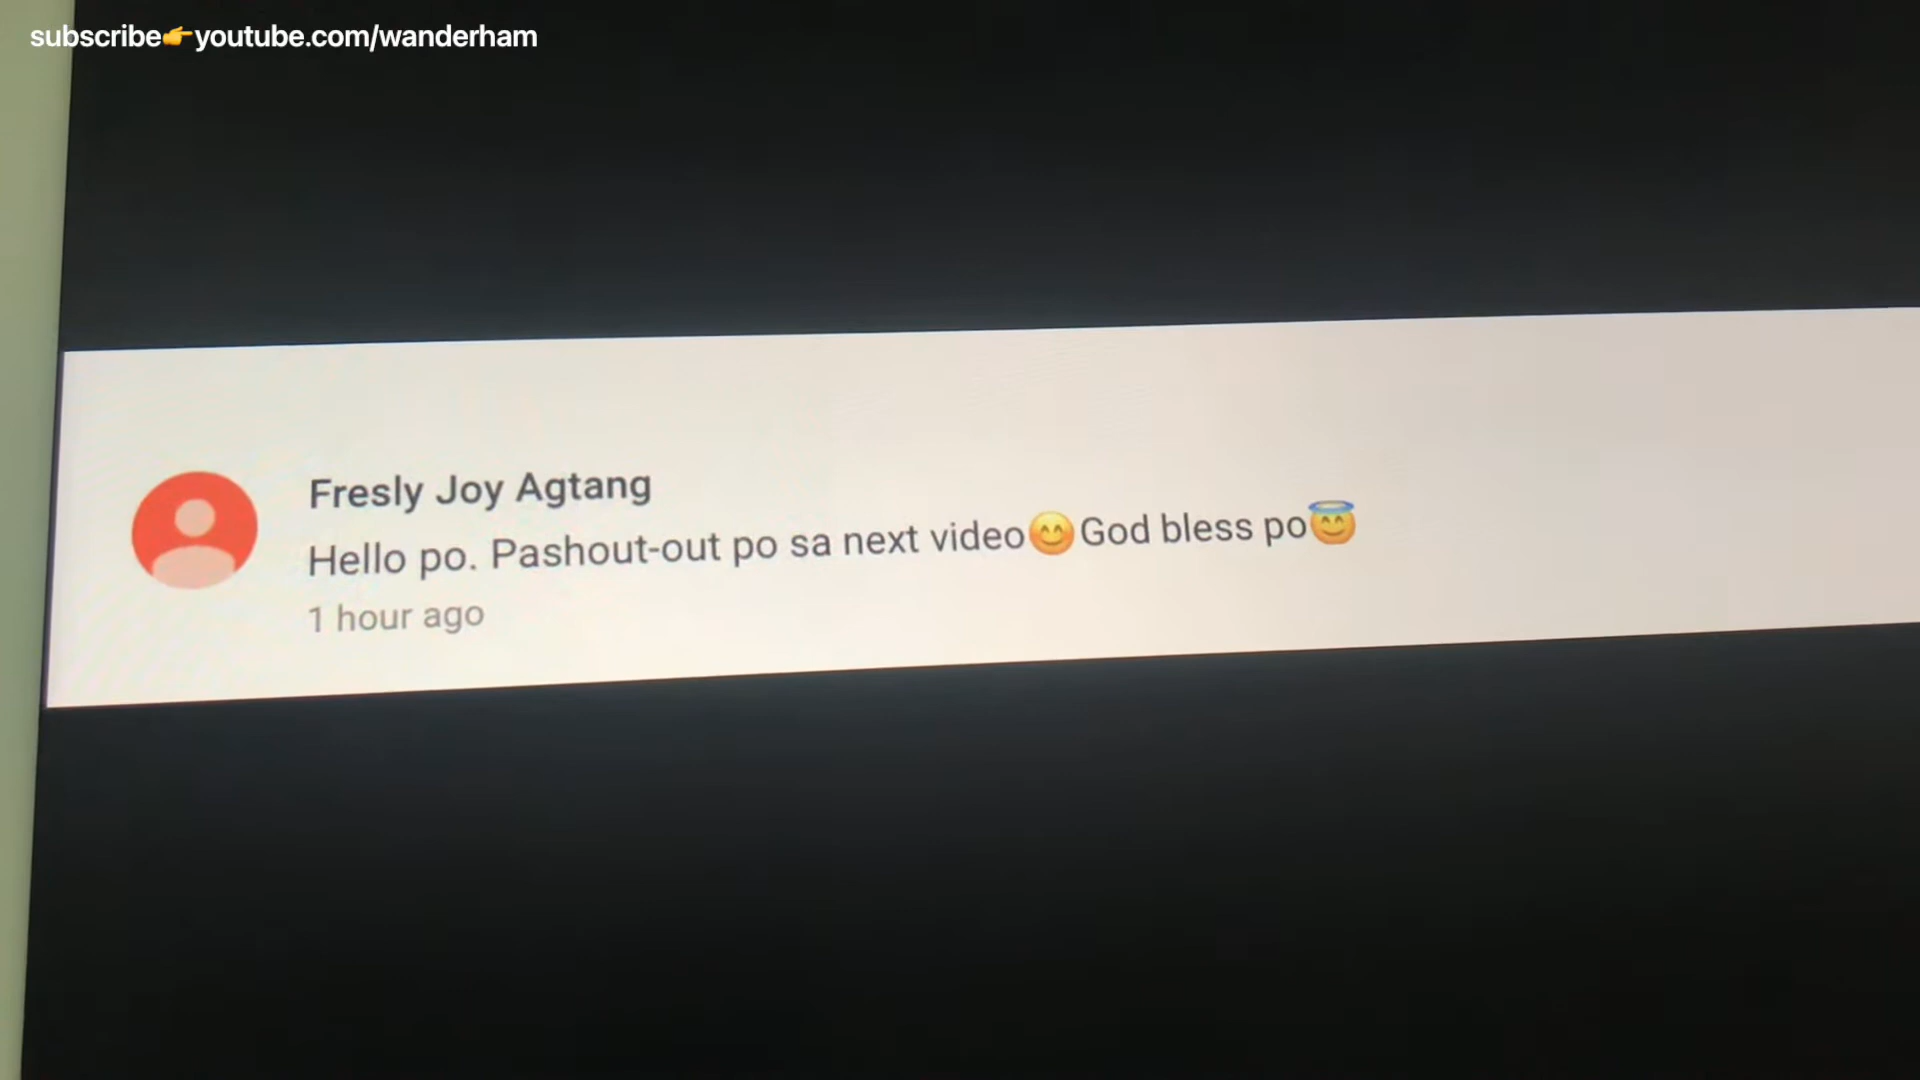 subscribe👉youtube.com/wanderham
Fresly Joy Agtang
Hello po. Pashout-out po sa next video😊God bless po😇
1 hour ago